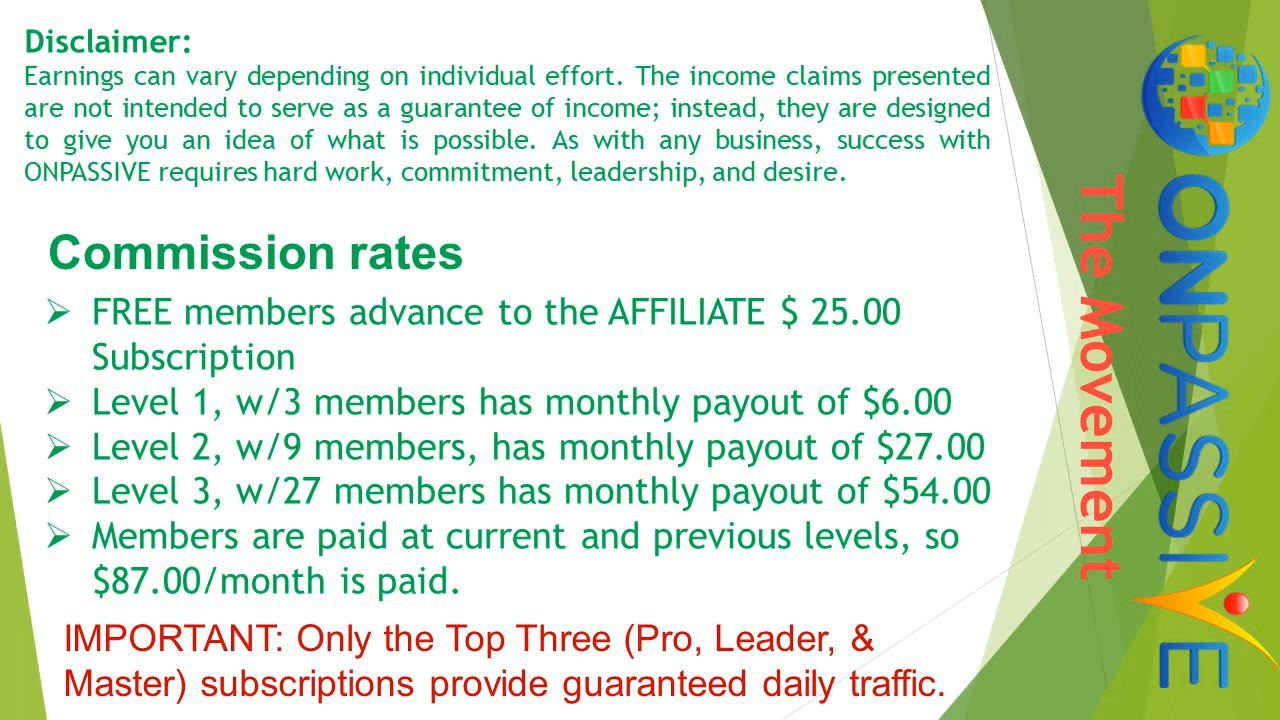 Disclaimer:
Earnings can vary depending on individual effort. The income claims presented
are not intended to serve as a guarantee of income; instead, they are designed
to give you an idea of what is possible. As with any business, success with
ONPASSIVE requires hard work, commitment, leadership, and desire.
Commission rates
➢ FREE members advance to the AFFILIATE $ 25.00
Subscription
➢ Level 1, w/3 members has monthly payout of $6.00
➢ Level 2, w/9 members, has monthly payout of $27.00
➢ Level 3, w/27 members has monthly payout of $54.00
➢ Members are paid at current and previous levels, so
$87.00/month is paid.
IMPORTANT: Only the Top Three (Pro, Leader, &
Master) subscriptions provide guaranteed daily traffic.
ONPASSIVE
The Movement